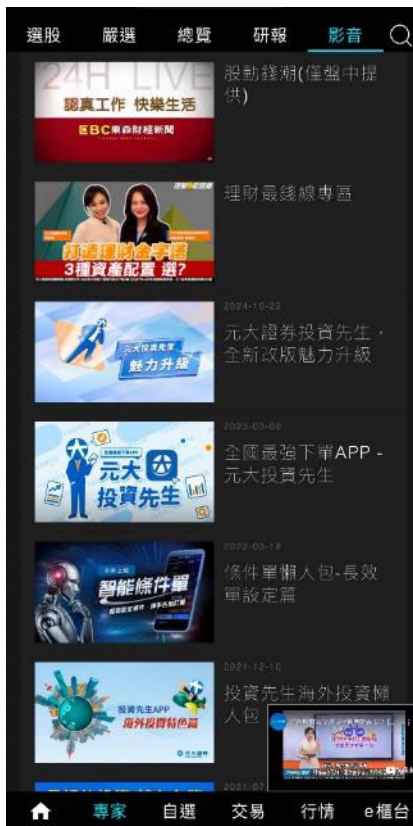 選股 嚴選 總覽 研報 影音
24H LIVE
認真工作 快樂生活
EBC東森財經新聞
股動錢潮(僅盤中提
供)
打造理財金字塔
3種資產配置 選?
理財最錢線專區
2024-10-22
元大投資先生
魅力升級
元大證券投資先生，
全新改版魅力升級
2023-03-06
元大
投資先生
全國最強下單APP -
元大投資先生
2022-03-18
智能條件單
條件單懶人包-長效
單設定篇
2021-12-10
投資先生APP
海外投資特色篇
元大證券
投資先生海外投資懶
人包
2021-07
專家 自選 交易 行情 e櫃台